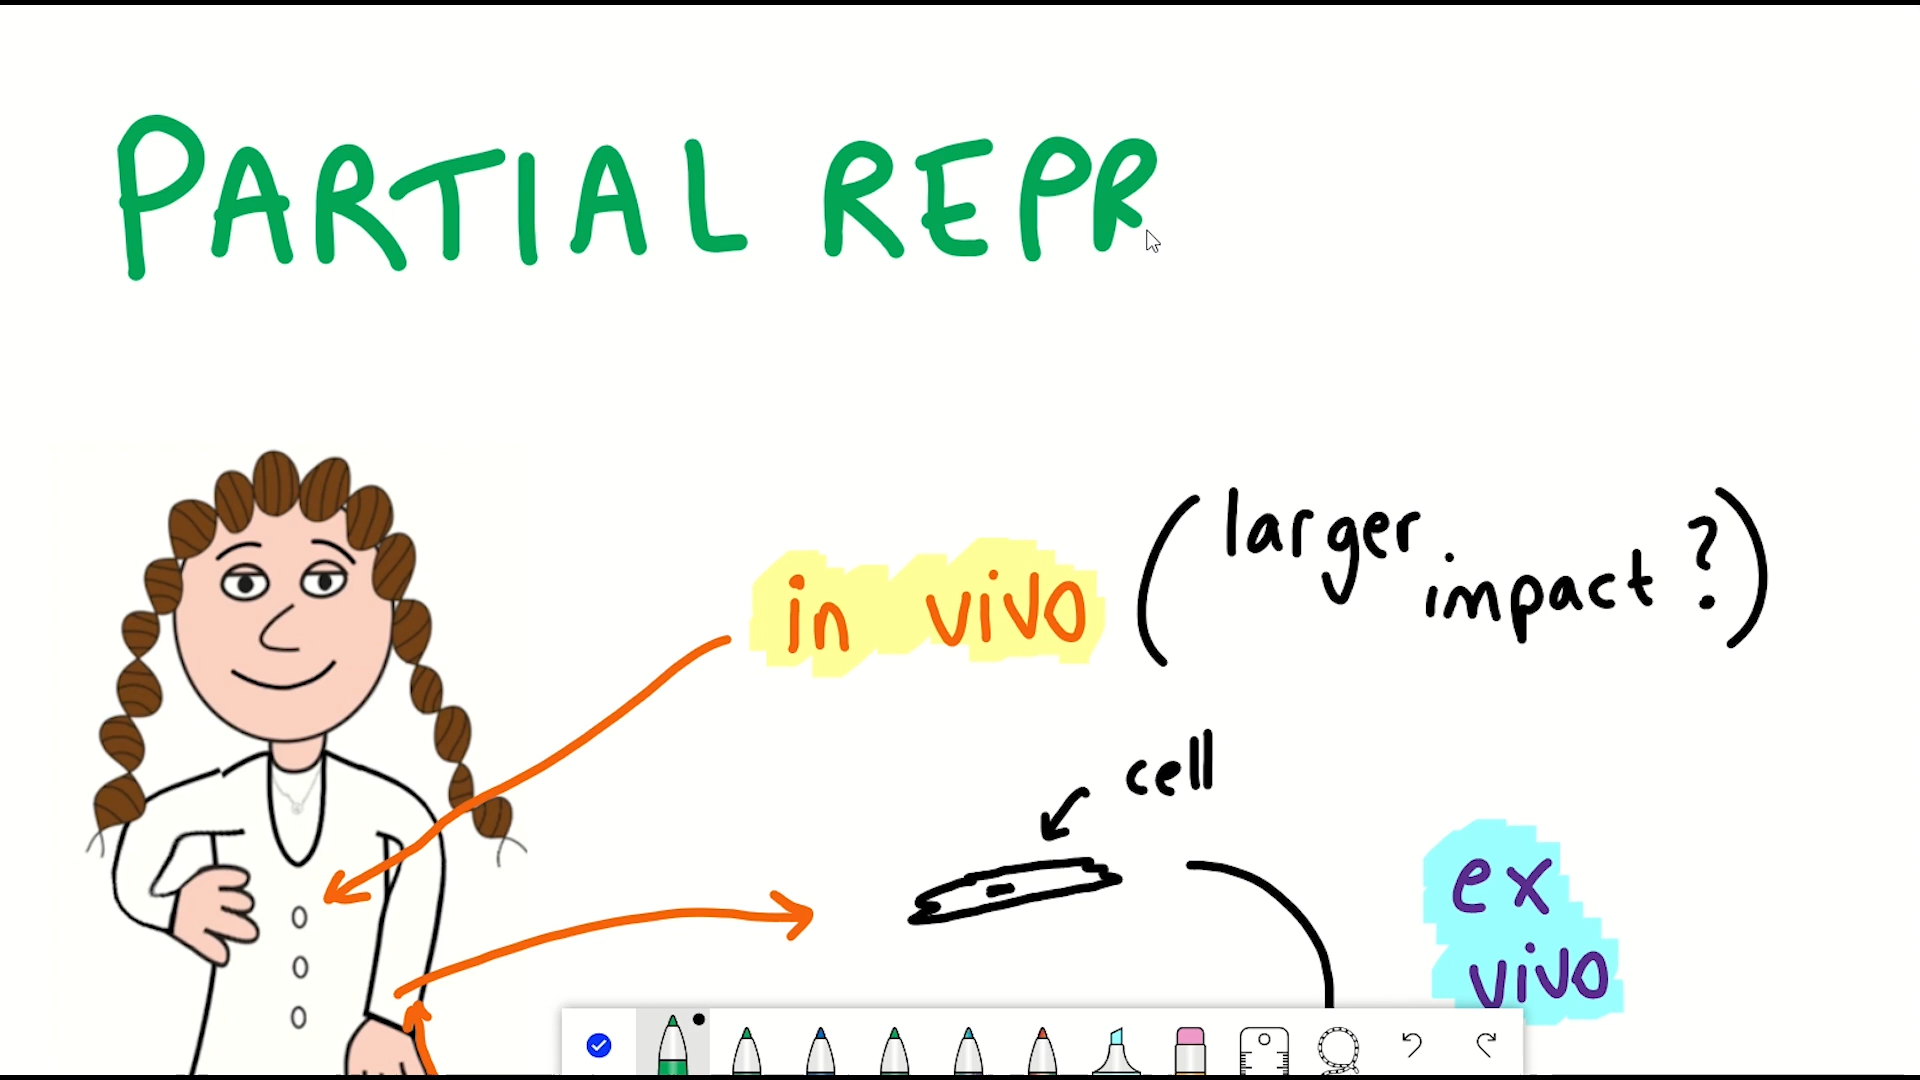 PARTIAL REPR
in vivo (larger impact?)
cell
ex
vivo